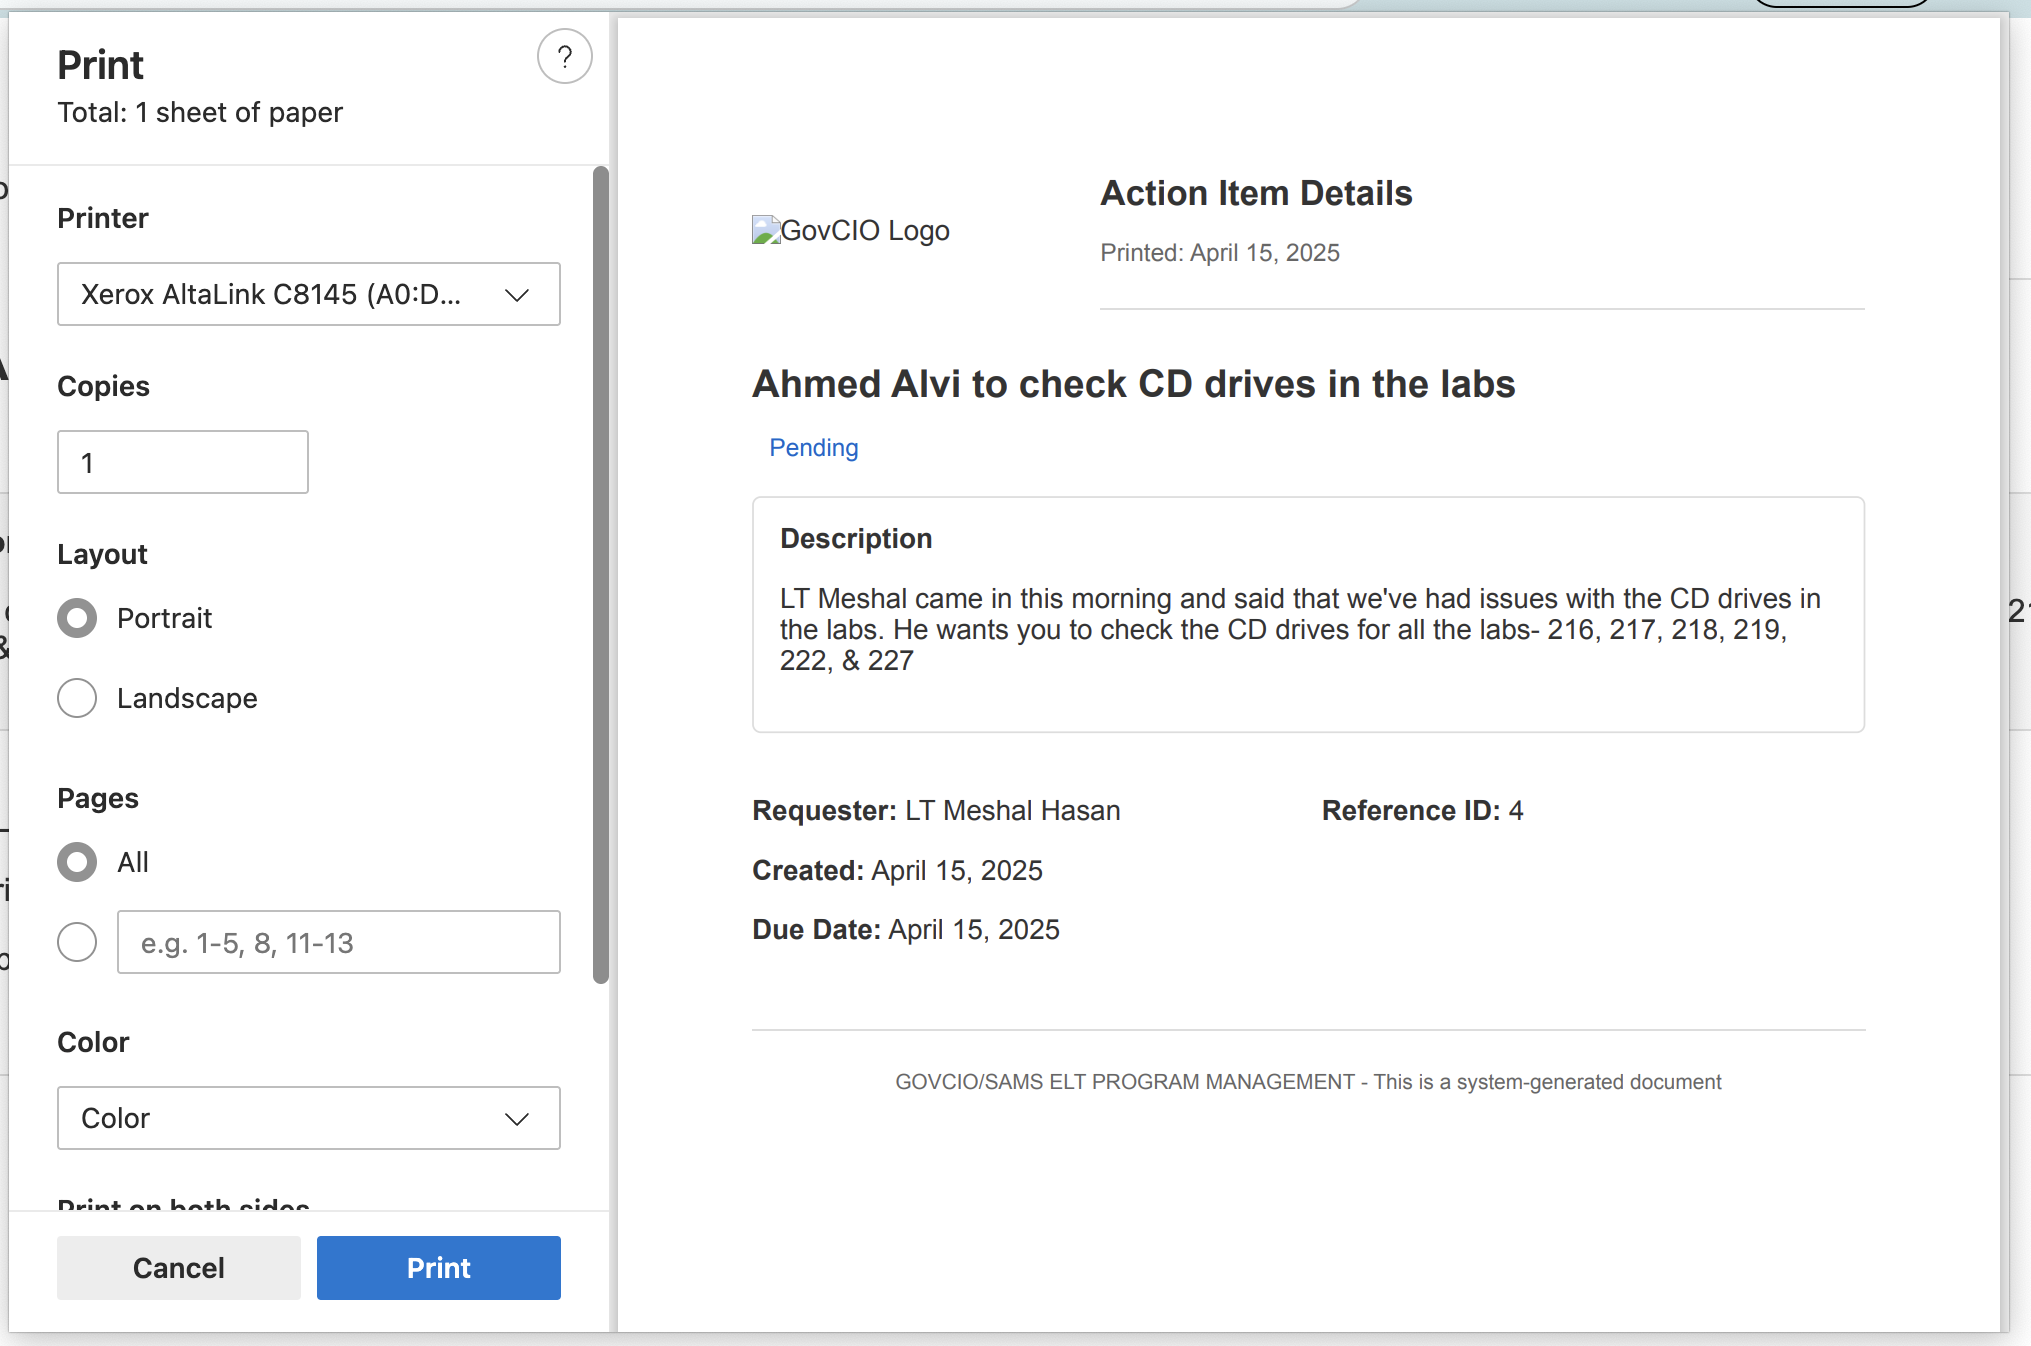 Print
Total: 1 sheet of paper
?
Printer
Xerox AltaLink C8145 (A0:D...
Copies
1
Layout
Portrait
Landscape
Pages
All
e.g. 1-5, 8, 11-13
Color
Color
Print on both sides
Cancel
Print
GovCIO Logo
Action Item Details
Printed: April 15, 2025
Ahmed Alvi to check CD drives in the labs
Pending
Description
LT Meshal came in this morning and said that we've had issues with the CD drives in
the labs. He wants you to check the CD drives for all the labs- 216, 217, 218, 219,
222, & 227
Requester: LT Meshal Hasan
Reference ID: 4
Created: April 15, 2025
Due Date: April 15, 2025
GOVCIO/SAMS ELT PROGRAM MANAGEMENT - This is a system-generated document